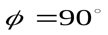 ϕ = 90°